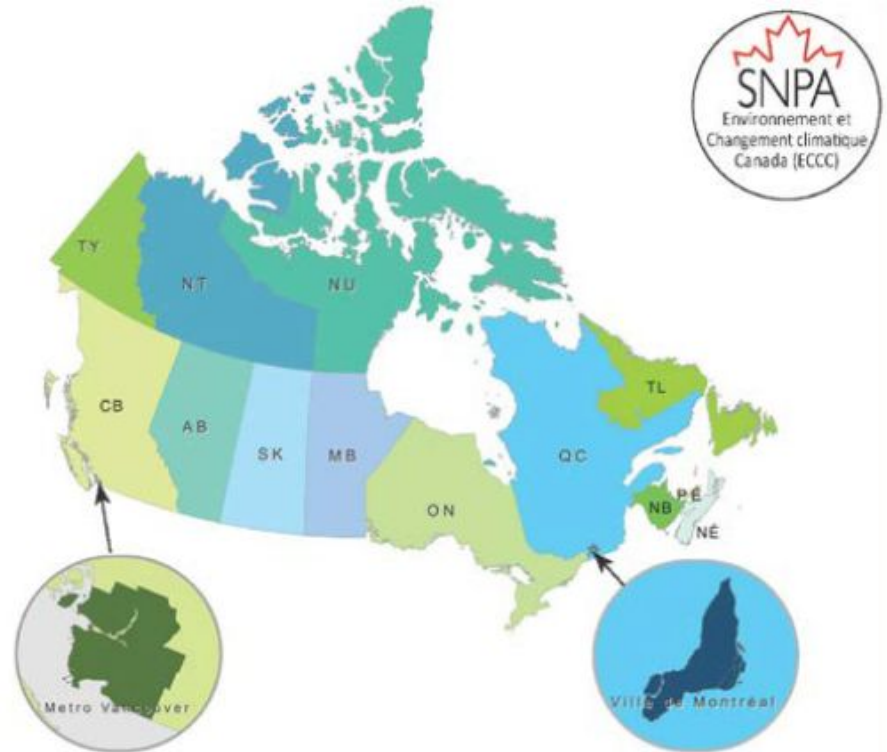 SNPA
Environnement et
Changement climatique
Canada (ECCC)
TY
NT
NU
CB
AB
SK
MB
ON
QC
TL
NB
PÉ
NÉ
Metro Vancouver
Ville de Montréal